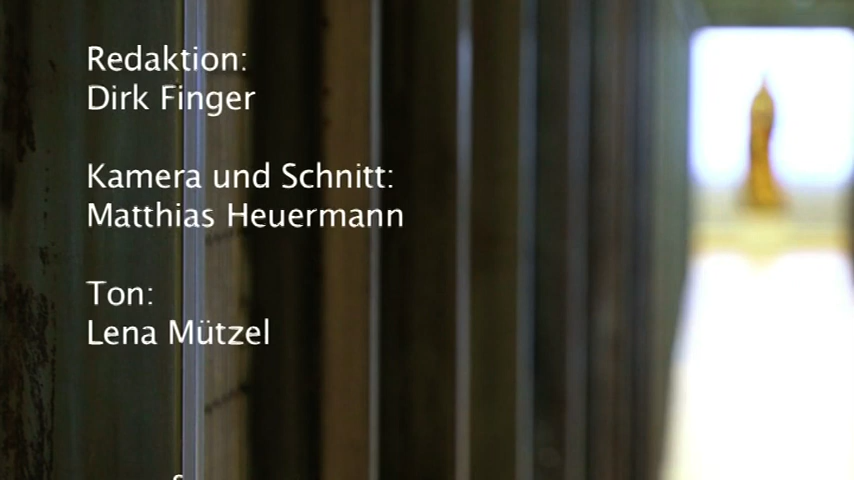 Redaktion:
Dirk Finger
Kamera und Schnitt:
Matthias Heuermann
Ton:
Lena Mützel